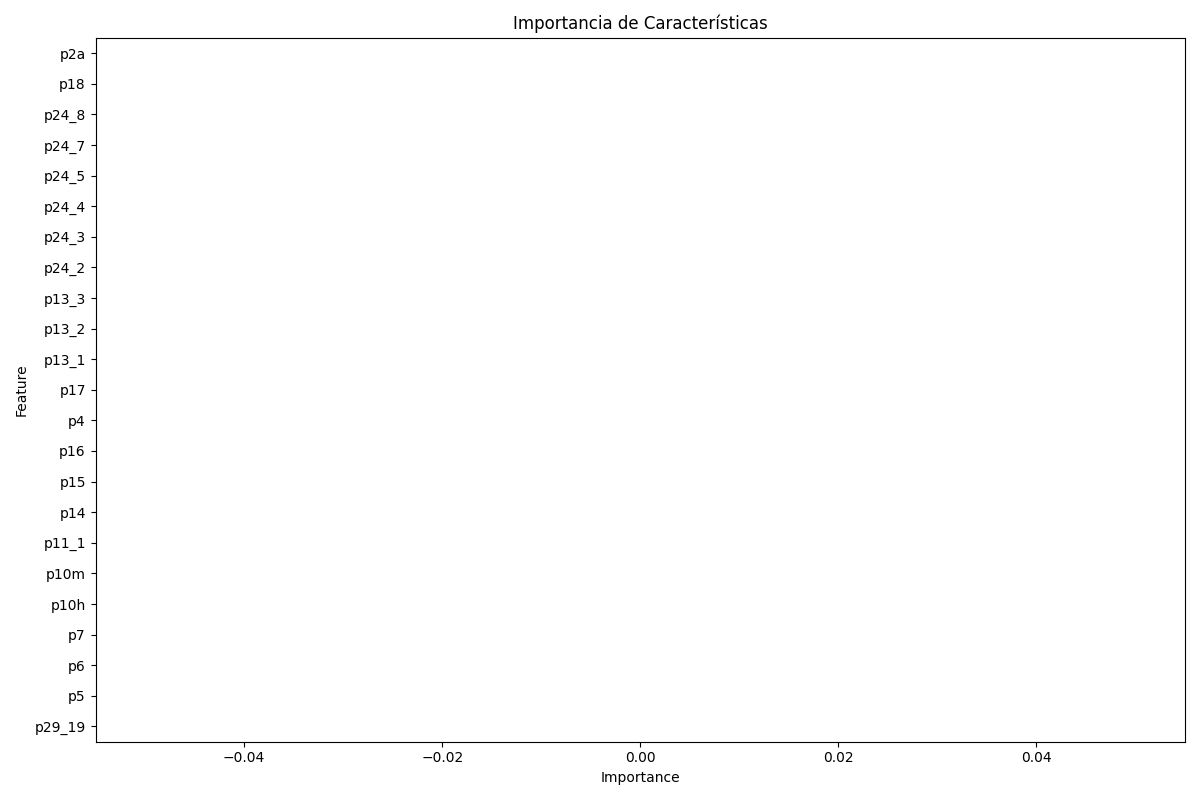 Importancia de Características
p2a
p18
p24_8
p24_7
p24_5
p24_4
p24_3
p24_2
p13_3
p13_2
p13_1
p17
p4
p16
p15
p14
p11_1
p10m
p10h
p7
p6
p5
p29_19
Feature
−0.04 −0.02 0.00 0.02 0.04
Importance